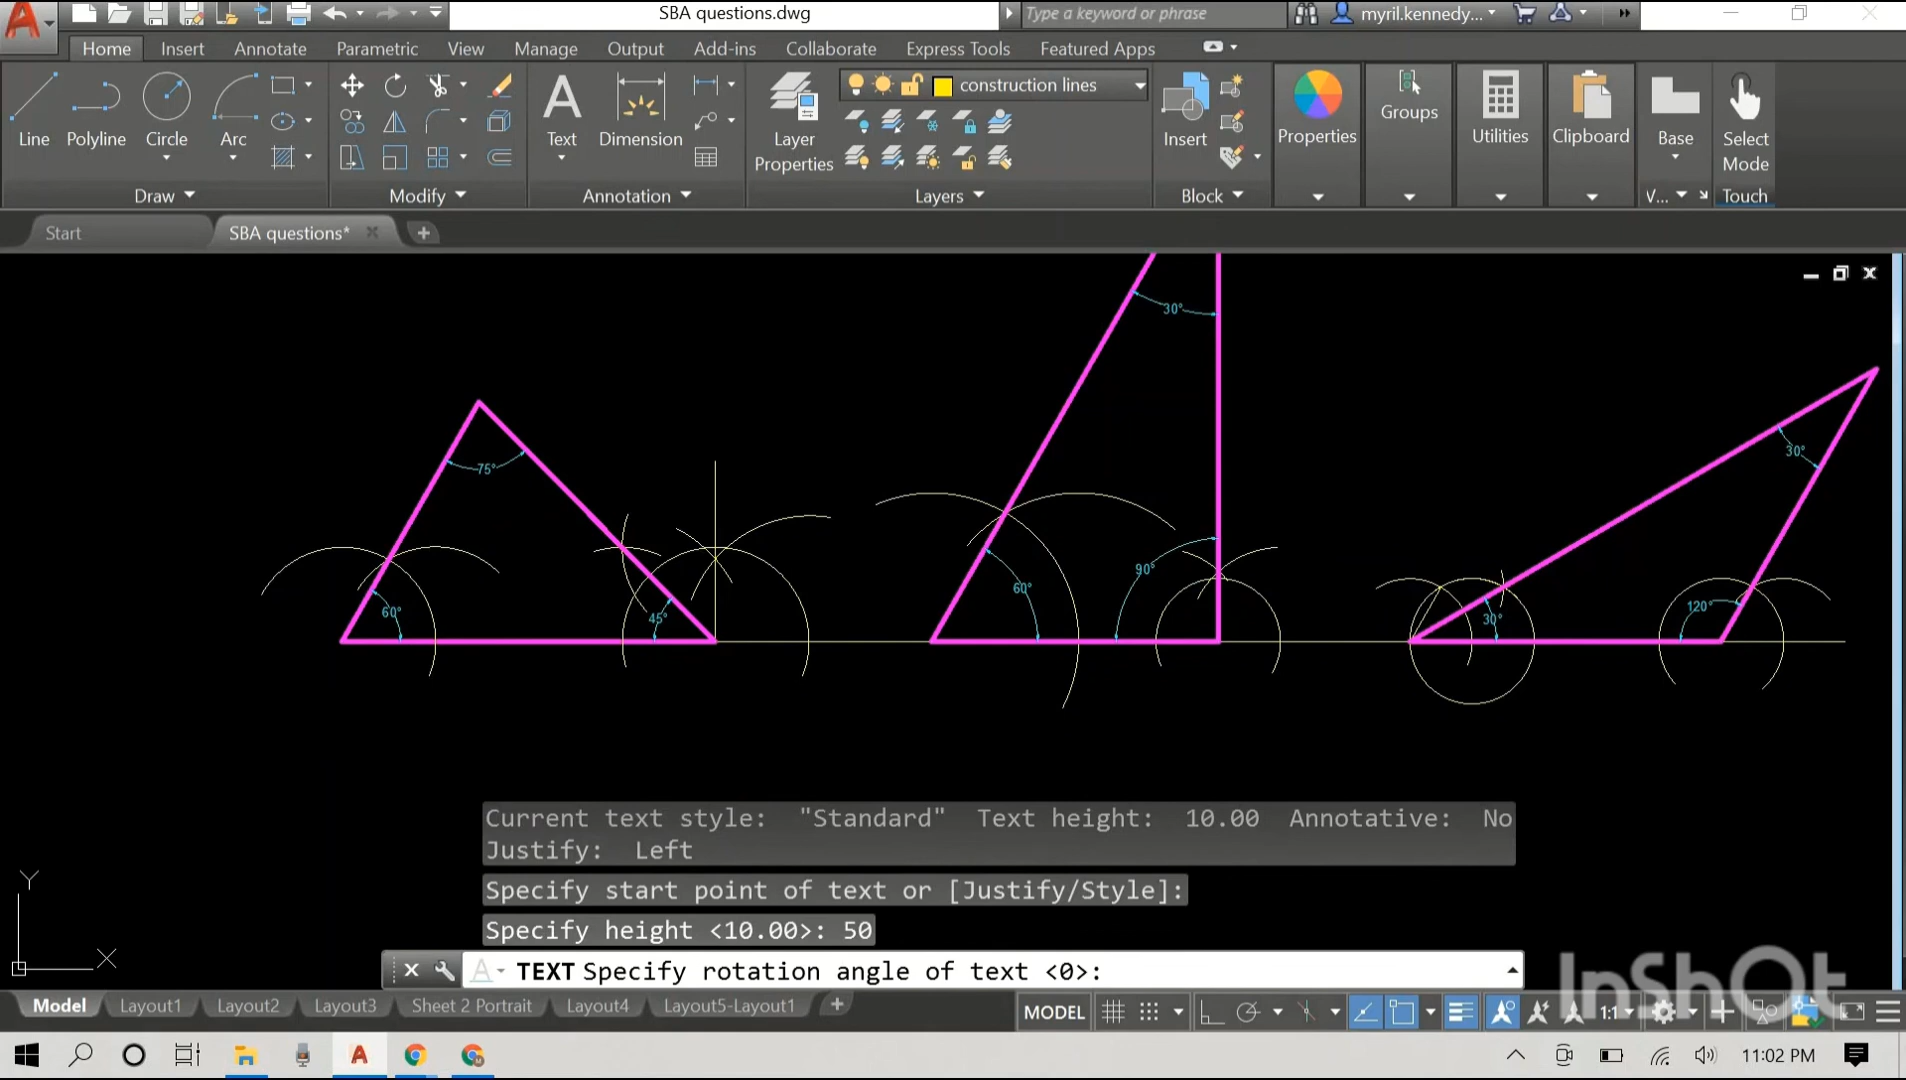 SBA questions.dwg
Type a keyword or phrase
myril.kennedy...
Home Insert Annotate Parametric View Manage Output Add-ins Collaborate Express Tools Featured Apps
construction lines
Line Polyline Circle Arc
Text Dimension
Layer Properties
Insert
Properties Groups Utilities Clipboard Base
Select Mode
Draw Modify Annotation Layers Block V... Touch
Start SBA questions*
30°
75°
30°
60°
45°
60°
90°
30°
120°
Current text style: "Standard" Text height: 10.00 Annotative: No
Justify: Left
Specify start point of text or [Justify/Style]:
Specify height <10.00>: 50
TEXT Specify rotation angle of text <0>:
Y
X
InShOt
Model Layout1 Layout2 Layout3 Sheet 2 Portrait Layout4 Layout5-Layout1
MODEL 1:1
11:02 PM